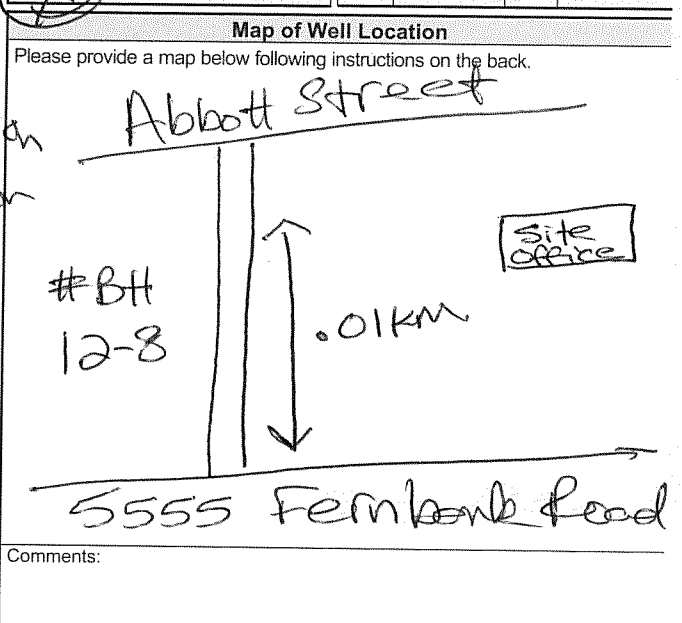 Map of Well Location
Please provide a map below following instructions on the back.
Abbott Street
Site
office
#BH
12-8
.01KM
5555 Fernbank Road
Comments: